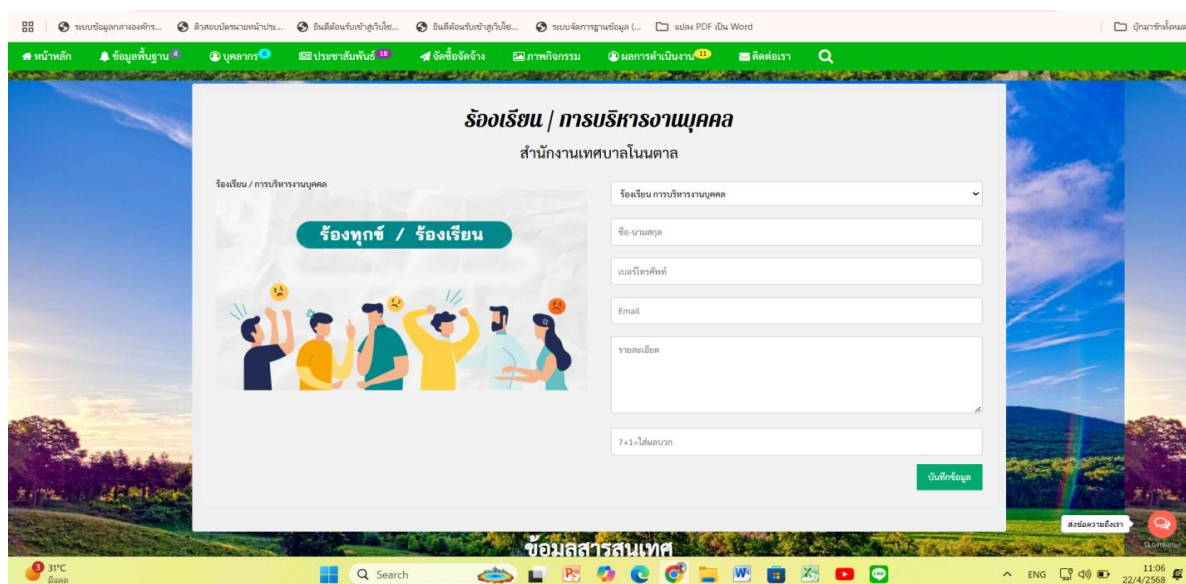 ระบบข้อมูลกลางองค์กร...
ยินดีต้อนรับเข้าสู่เว็บไซ...
ยินดีต้อนรับเข้าสู่เว็บไซ...
ระบบจัดการฐานข้อมูล (...
แปลง PDF เป็น Word
หน้าหลัก
ข้อมูลพื้นฐาน 4
บุคลากร 6
ประชาสัมพันธ์ 18
จัดซื้อจัดจ้าง
ภาพกิจกรรม
ผลการดำเนินงาน 11
ติดต่อเรา
ร้องเรียน | การบริหารงานบุคคล
สำนักงานเทศบาลโนนตาล
ร้องเรียน / การบริหารงานบุคคล
ร้องทุกข์ / ร้องเรียน
ร้องเรียน การบริหารงานบุคคล
ชื่อ-นามสกุล
เบอร์โทรศัพท์
Email
รายละเอียด
7+1=ใส่ผลบวก
บันทึกข้อมูล
ส่งข้อความถึงเรา
ข้อมูลสารสนเทศ
3
31°C
มีแดด
Search
ENG
11:06
22/4/2568